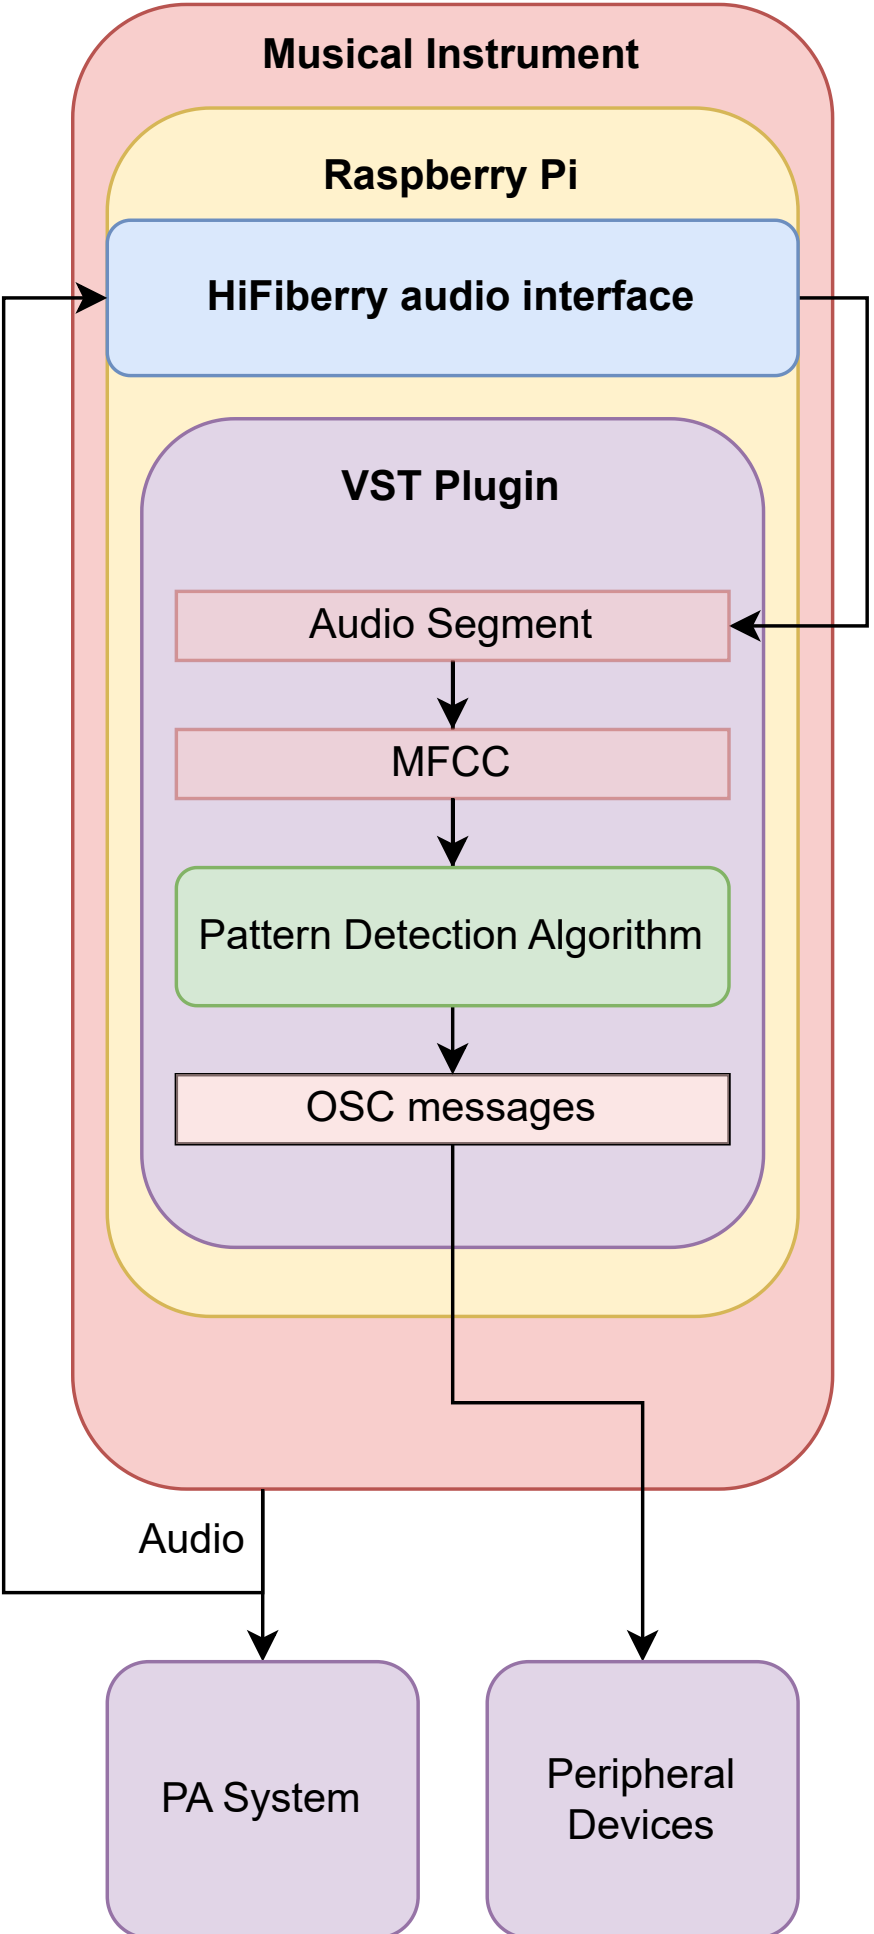 Musical Instrument
Raspberry Pi
HiFiberry audio interface
VST Plugin
Audio Segment
MFCC
Pattern Detection Algorithm
OSC messages
Audio
PA System
Peripheral
Devices